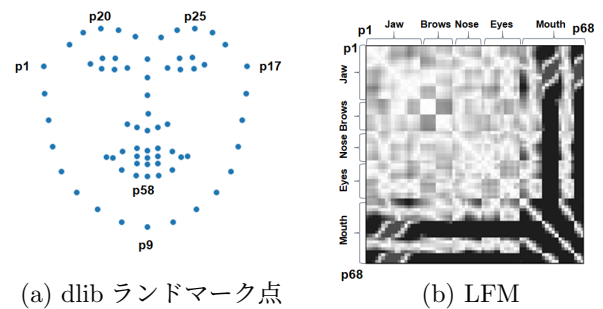 p20
p25
p1
p17
p58
p9
(a) dlib ランドマーク点
p1 Jaw Brows Nose Eyes Mouth p68
p1
Jaw
Brows
Nose
Eyes
Mouth
p68
(b) LFM